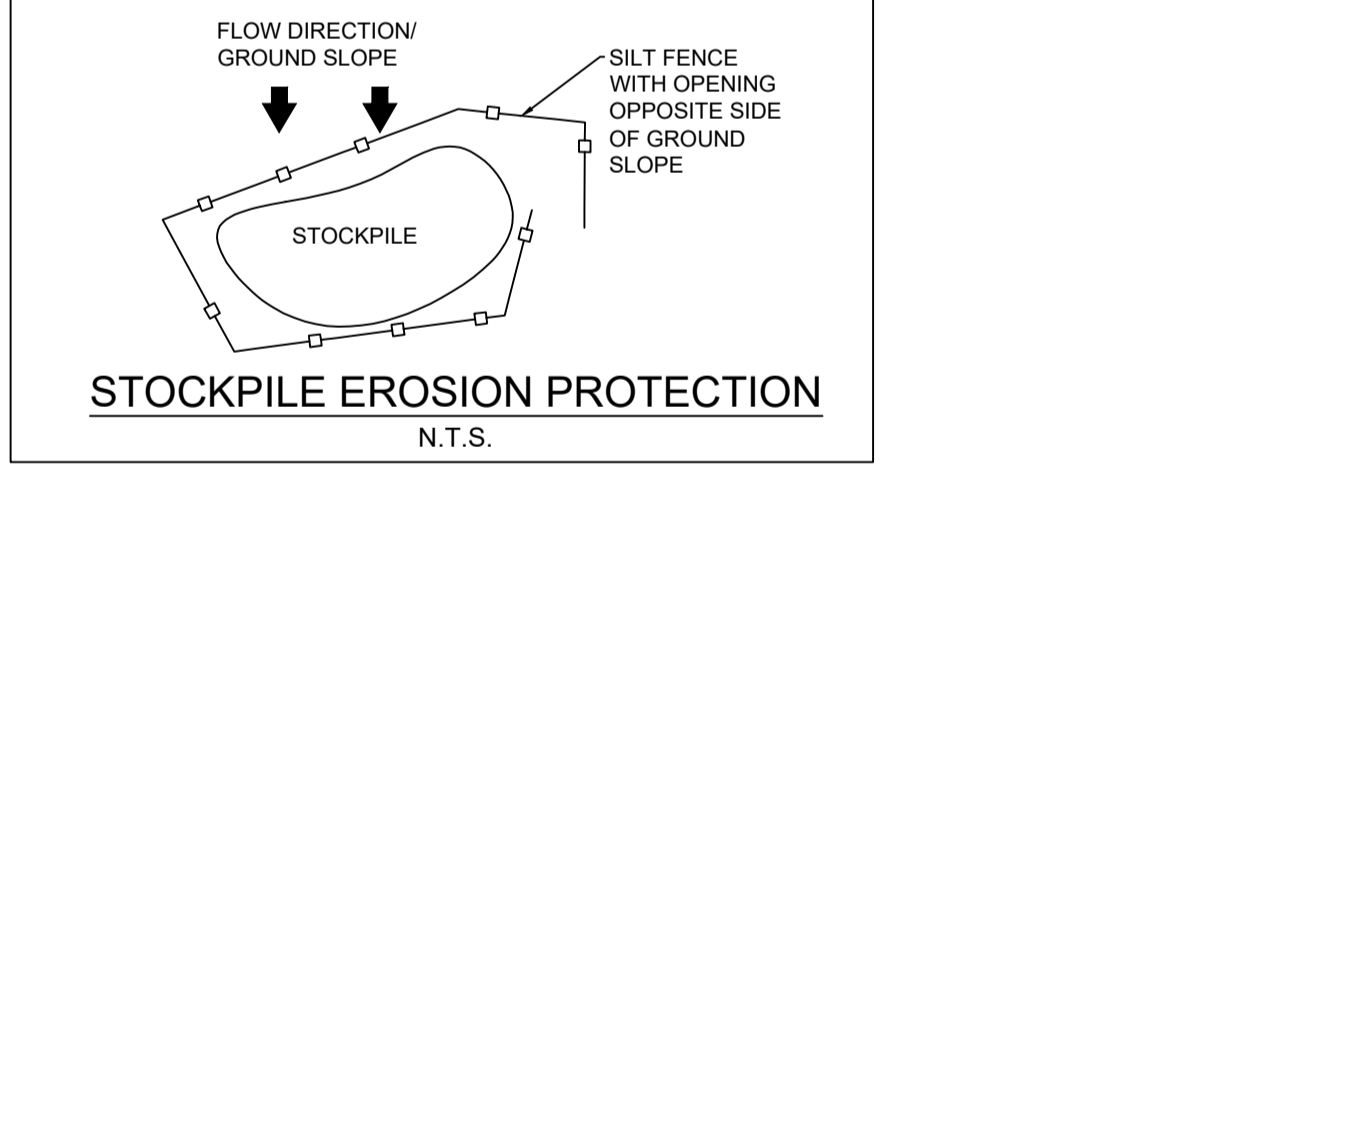 FLOW DIRECTION/
GROUND SLOPE
SILT FENCE
WITH OPENING
OPPOSITE SIDE
OF GROUND
SLOPE
STOCKPILE
STOCKPILE EROSION PROTECTION
N.T.S.